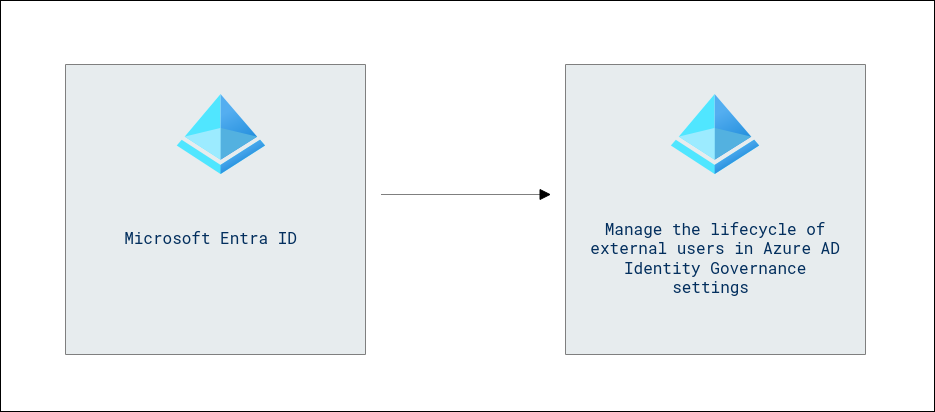 Microsoft Entra ID
Manage the lifecycle of
external users in Azure AD
Identity Governance
settings